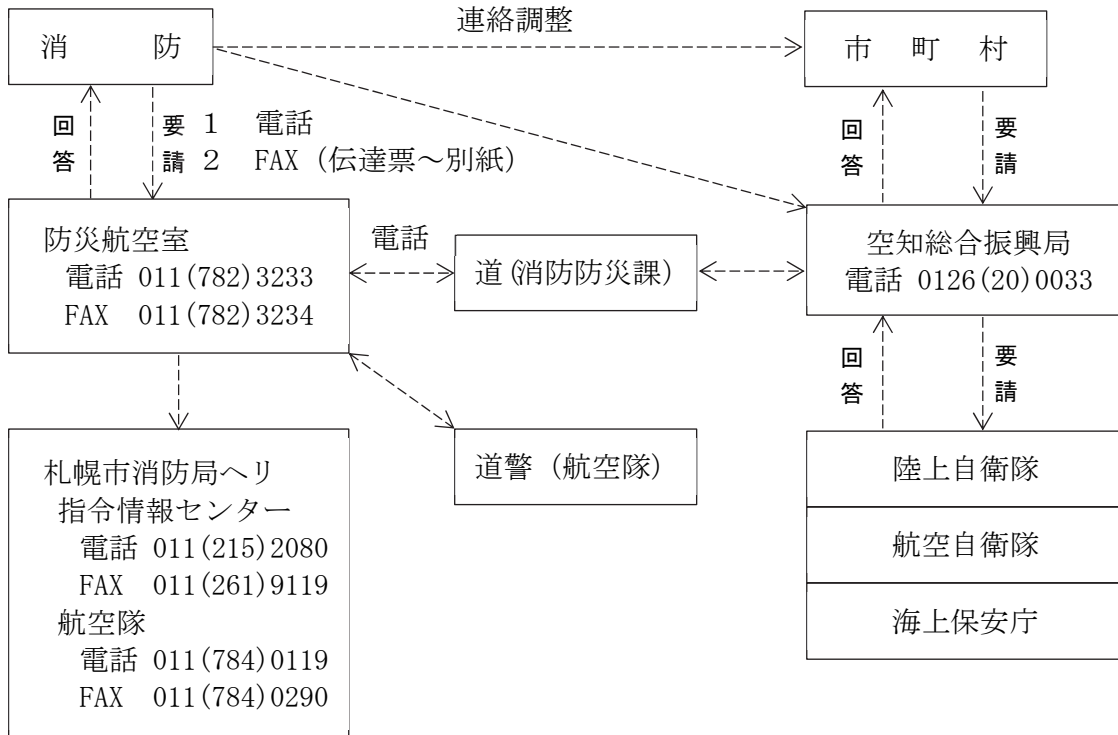 連絡調整
消　防
市　町　村
回答
要請
1　電話
2　FAX (伝達票～別紙)
回答
要請
防災航空室
電話 011(782)3233
FAX 011(782)3234
電話
道(消防防災課)
空知総合振興局
電話 0126(20)0033
回答
要請
札幌市消防局ヘリ
指令情報センター
電話 011(215)2080
FAX 011(261)9119
航空隊
電話 011(784)0119
FAX 011(784)0290
道警 (航空隊)
陸上自衛隊
航空自衛隊
海上保安庁